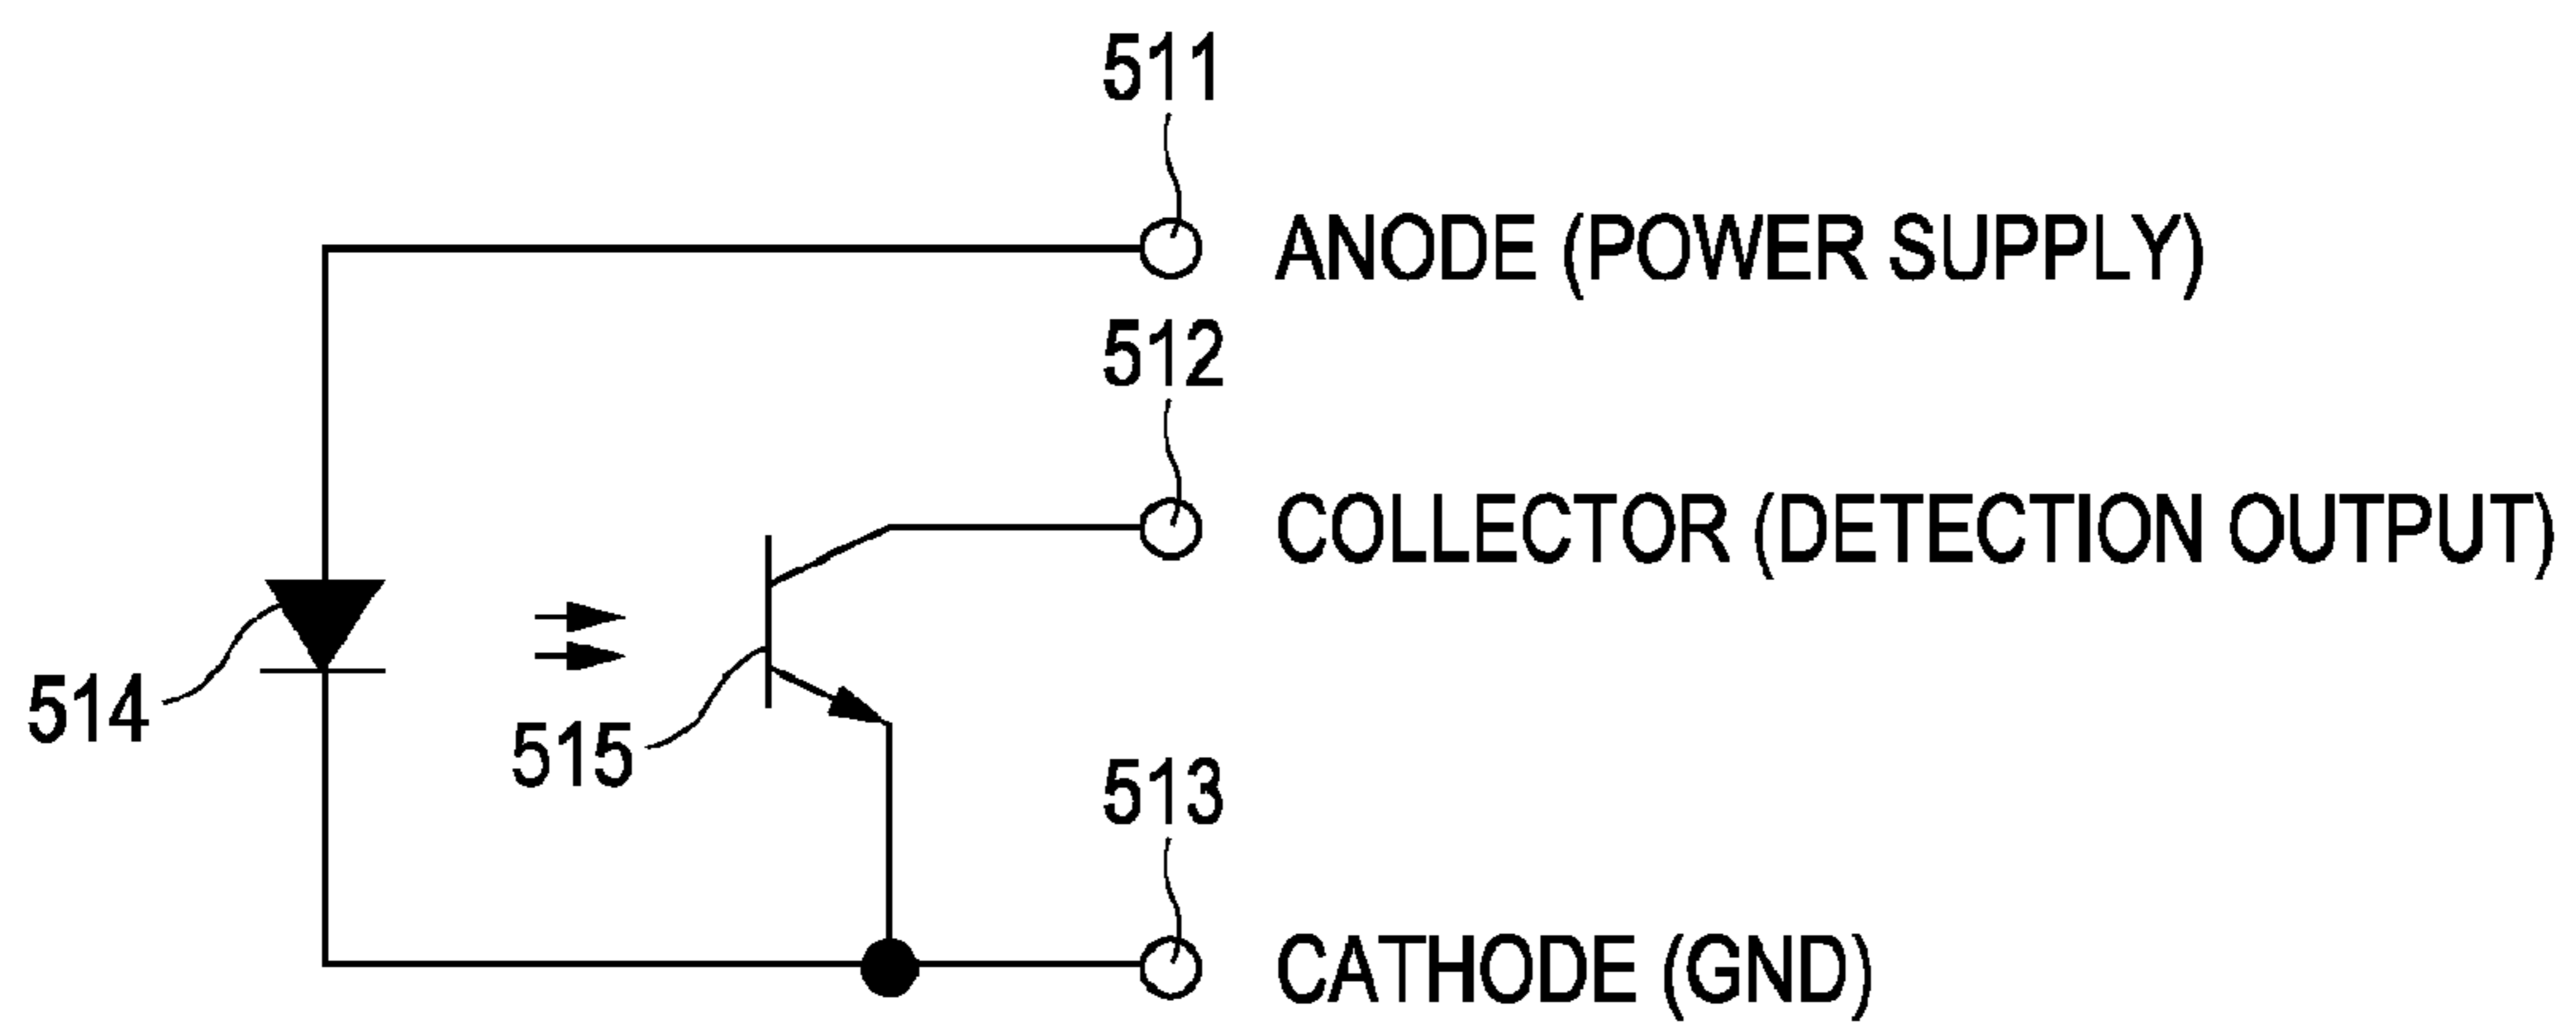 511
ANODE (POWER SUPPLY)
512
COLLECTOR (DETECTION OUTPUT)
514
515
513
CATHODE (GND)